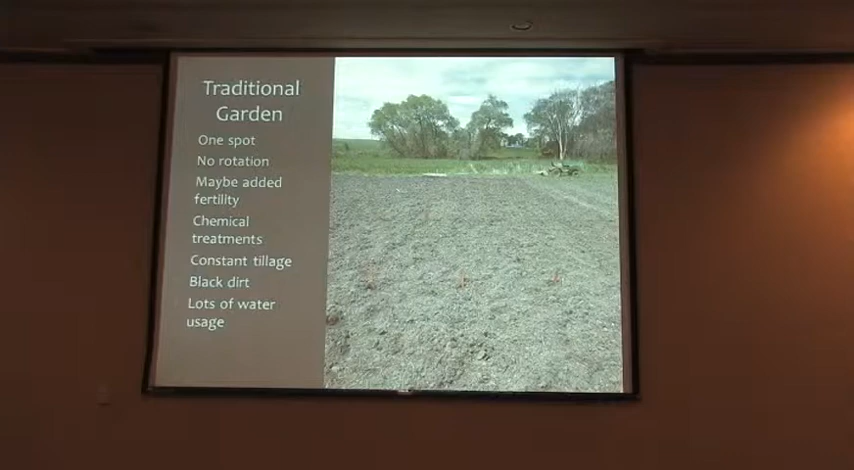 Traditional
Garden
One spot
No rotation
Maybe added
fertility
Chemical
treatments
Constant tillage
Black dirt
Lots of water
usage